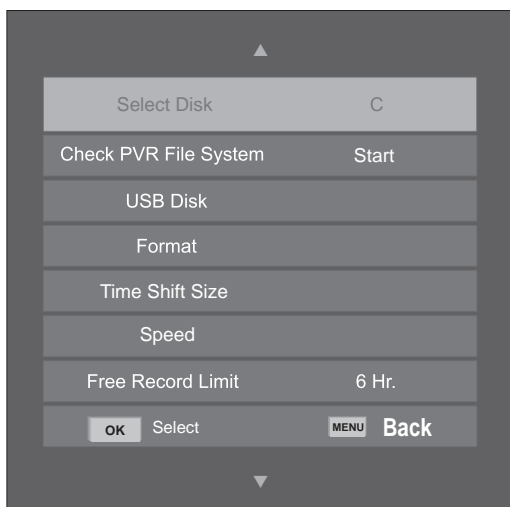 Select Disk C
Check PVR File System Start
USB Disk
Format
Time Shift Size
Speed
Free Record Limit 6 Hr.
OK Select MENU Back